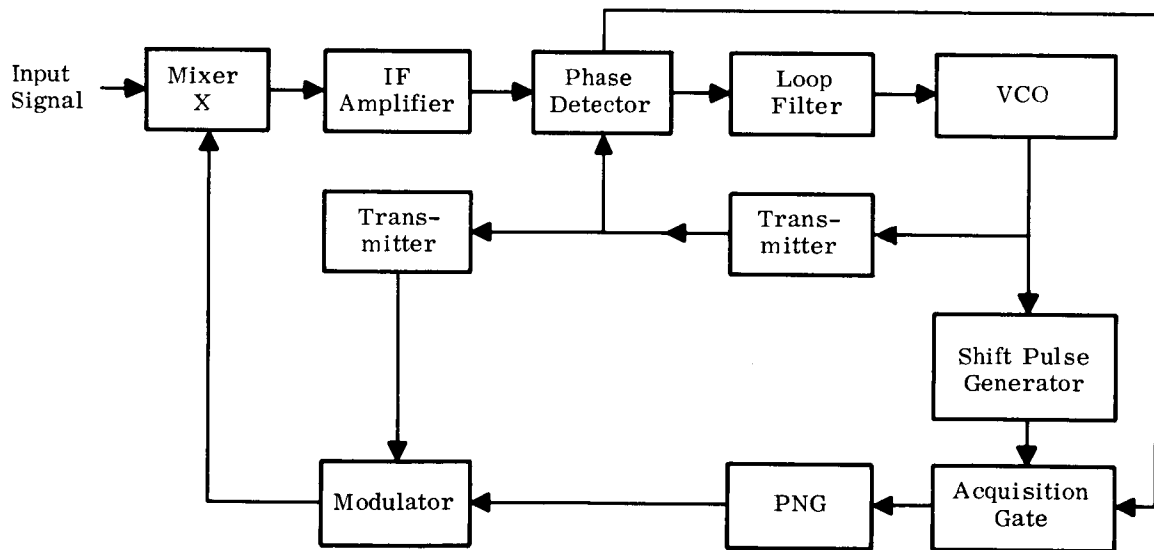 Input
Signal
Mixer
X
IF
Amplifier
Phase
Detector
Loop
Filter
VCO
Trans-
mitter
Trans-
mitter
Shift Pulse
Generator
Modulator
PNG
Acquisition
Gate